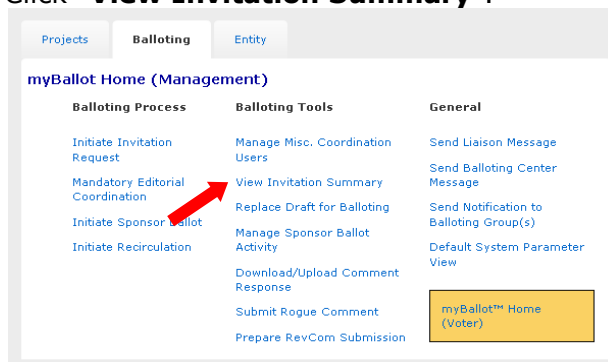 Click "View Invitation Summary".
Projects Balloting Entity
myBallot Home (Management)
Balloting Process
Initiate Invitation
Request
Mandatory Editorial
Coordination
Initiate Sponsor Ballot
Initiate Recirculation
Balloting Tools
Manage Misc. Coordination
Users
View Invitation Summary
Replace Draft for Balloting
Manage Sponsor Ballot
Activity
Download/Upload Comment
Response
Submit Rogue Comment
Prepare RevCom Submission
General
Send Liaison Message
Send Balloting Center
Message
Send Notification to
Balloting Group(s)
Default System Parameter
View
myBallot™ Home
(Voter)